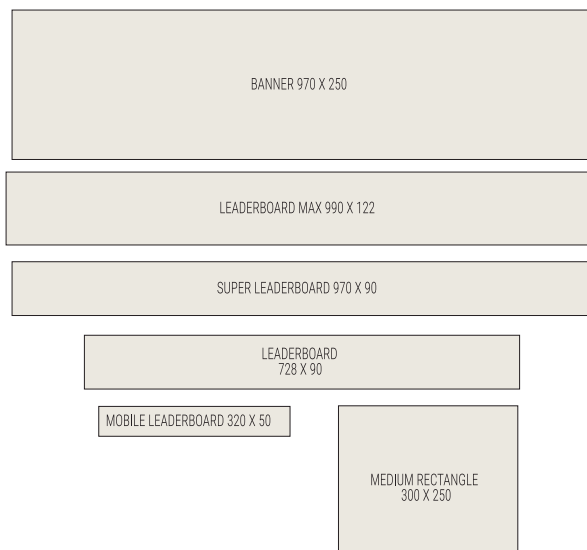 BANNER 970 X 250
LEADERBOARD MAX 990 X 122
SUPER LEADERBOARD 970 X 90
LEADERBOARD
728 X 90
MOBILE LEADERBOARD 320 X 50
MEDIUM RECTANGLE
300 X 250